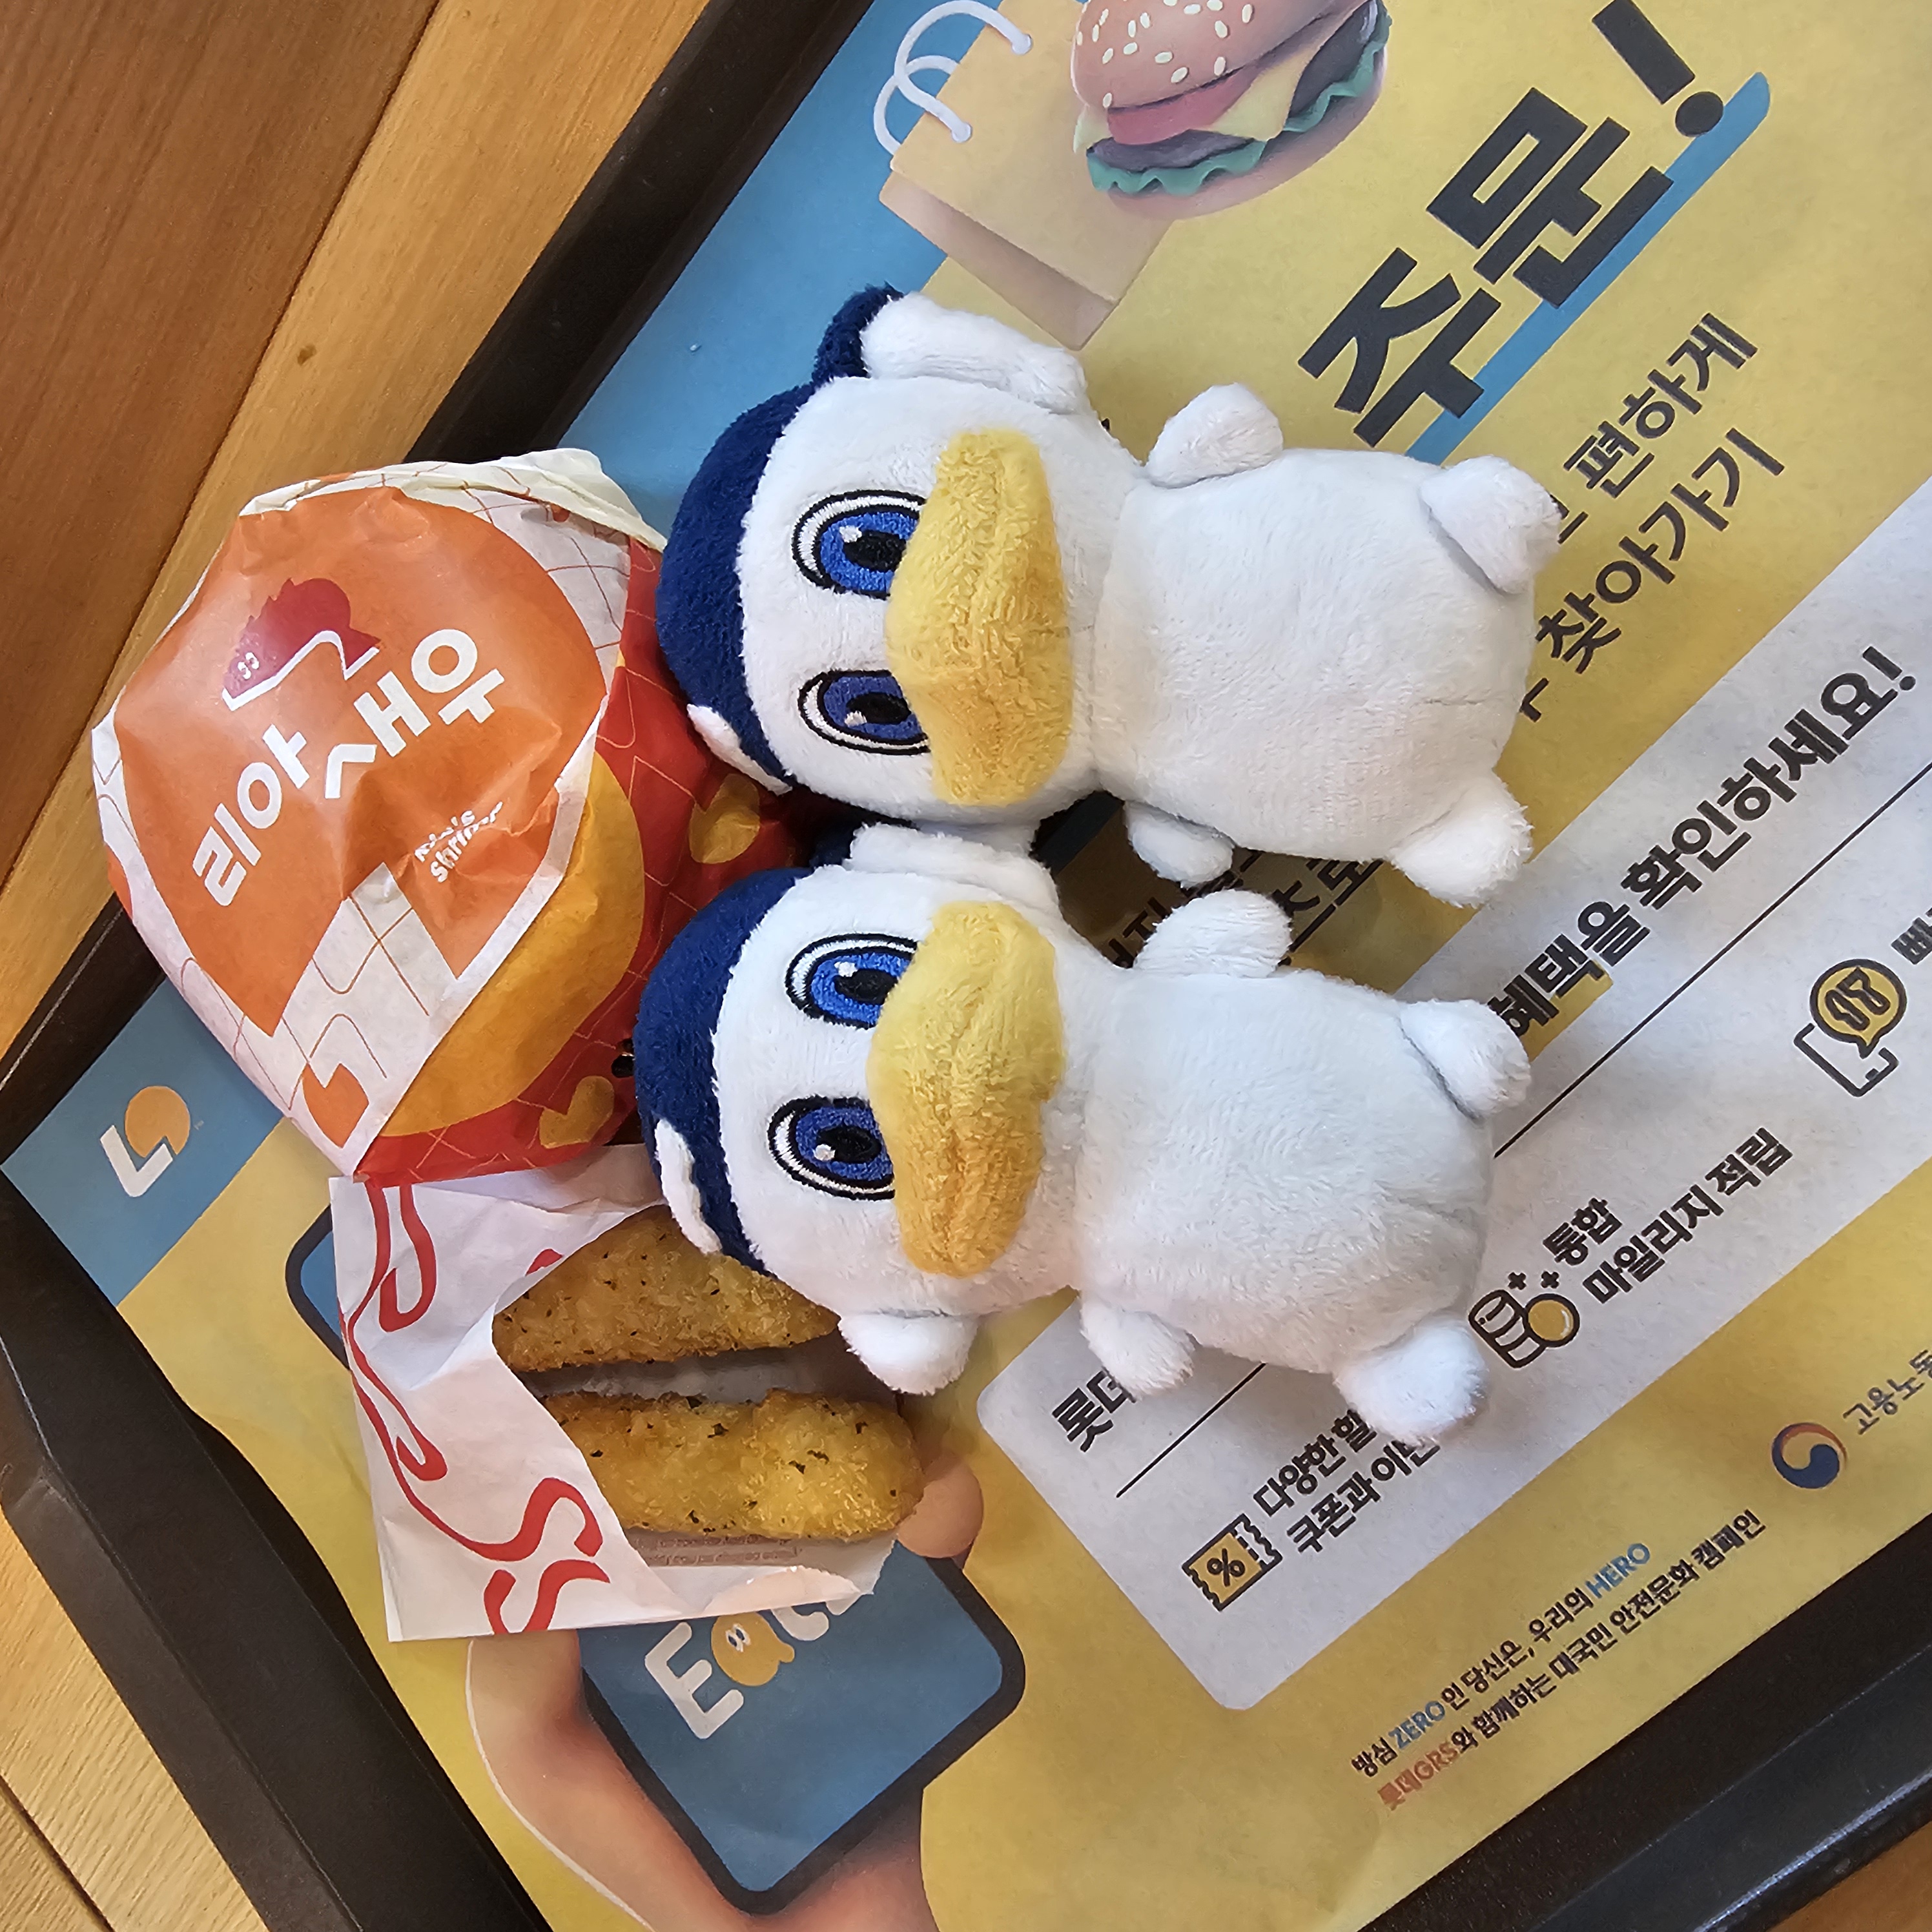 리아
새우
Ria's
shrimp
주문!
편하게
찾아가기
혜택을 확인하세요!
다양한 할
쿠폰과 이벤
통합
마일리지 적립
방심 ZERO인 당신은, 우리의 HERO
롯데GRS와 함께하는 대국민 안전문화 캠페인
고용노동